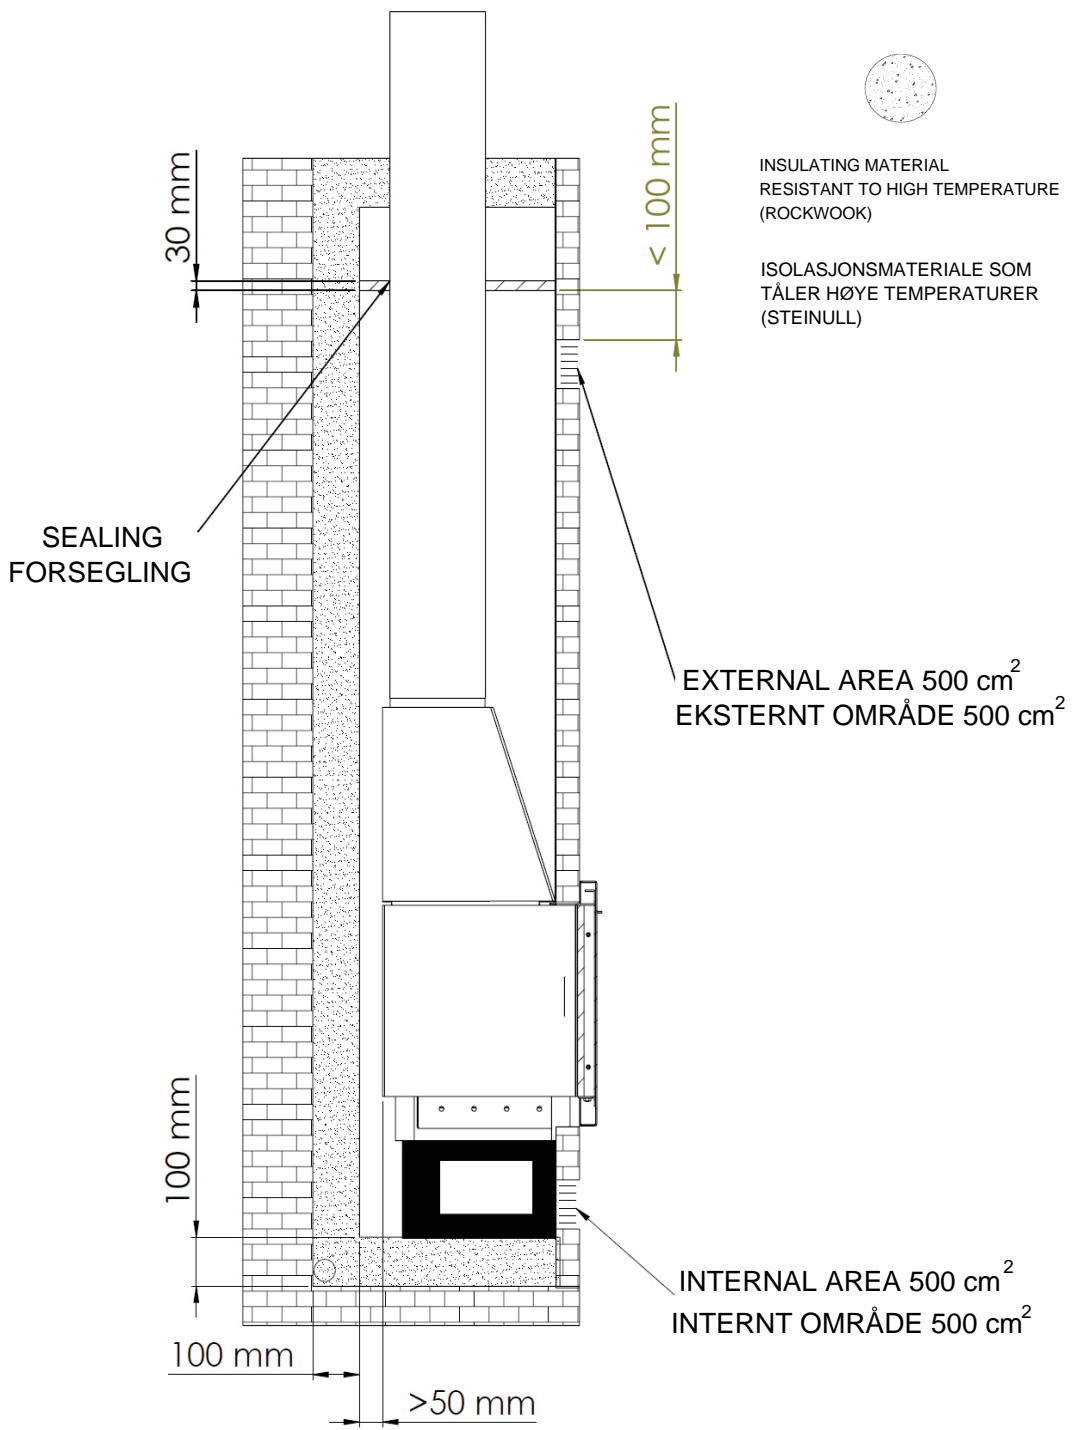 30 mm
< 100 mm
INSULATING MATERIAL
RESISTANT TO HIGH TEMPERATURE
(ROCKWOOK)
ISOLASJONSMATERIALE SOM
TÅLER HØYE TEMPERATURER
(STEINULL)
SEALING
FORSEGLING
EXTERNAL AREA 500 cm²
EKSTERNT OMRÅDE 500 cm²
100 mm
INTERNAL AREA 500 cm²
INTERNT OMRÅDE 500 cm²
100 mm
>50 mm